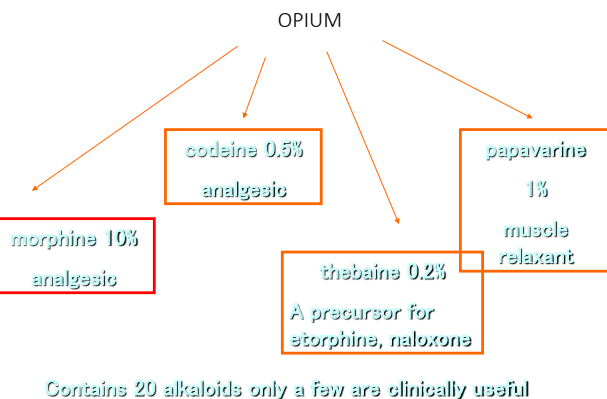 OPIUM
codeine 0.5%
analgesic
papavarine
1%
muscle
relaxant
morphine 10%
analgesic
thebaine 0.2%
A precursor for
etorphine, naloxone
Contains 20 alkaloids only a few are clinically useful